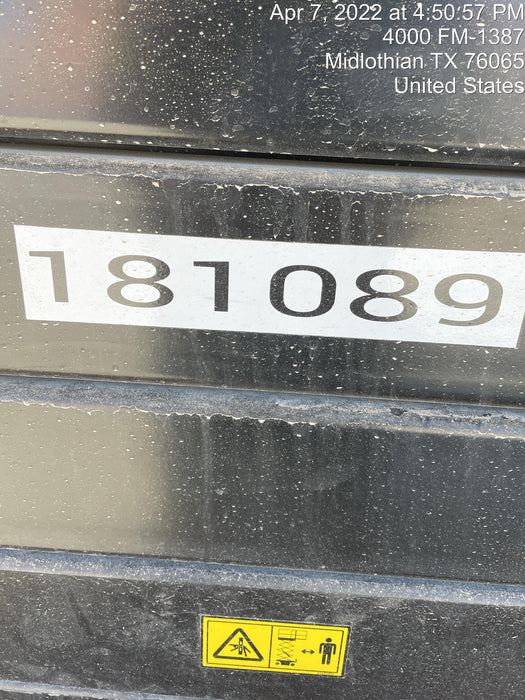 Apr 7, 2022 at 4:50:57 PM
4000 FM-1387
Midlothian TX 76065
United States
181089